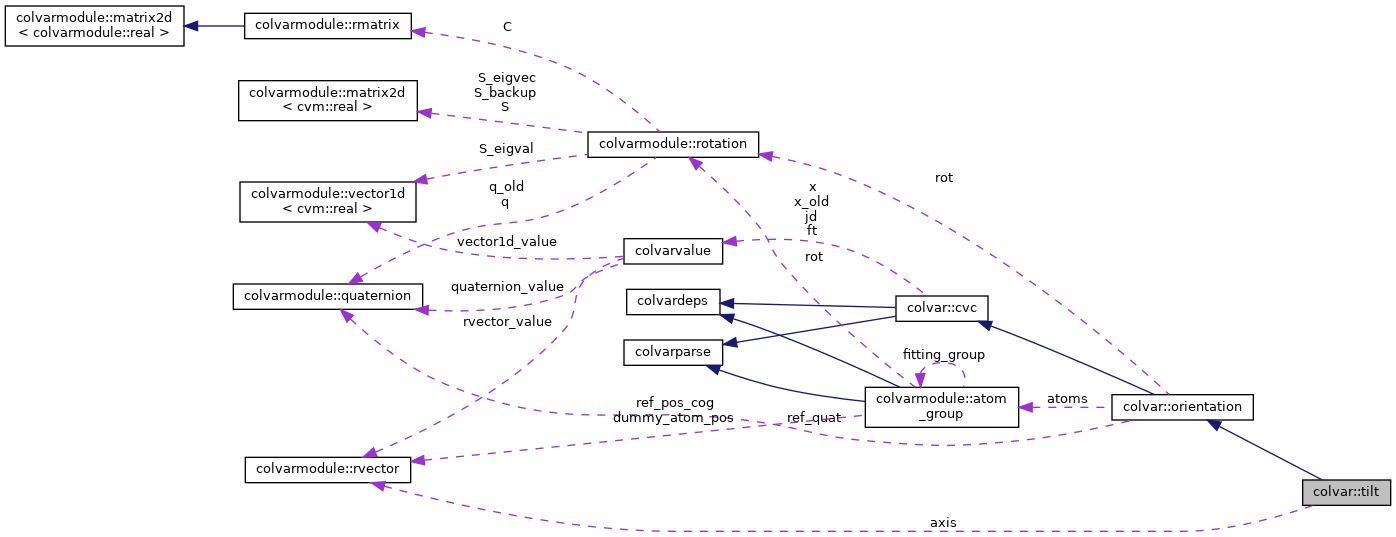 colvarmodule::matrix2d
< colvarmodule::real >
colvarmodule::rmatrix
C
colvarmodule::matrix2d
< cvm::real >
S_eigvec
S_backup
S
colvarmodule::rotation
S_eigval
colvarmodule::vector1d
< cvm::real >
q_old
q
x
x_old
jd
ft
rot
vector1d_value
colvarvalue
rot
colvarmodule::quaternion
quaternion_value
colvardeps
colvar::cvc
rvector_value
colvarparse
fitting_group
colvarmodule::atom
_group
atoms
colvar::orientation
ref_pos_cog
dummy_atom_pos
ref_quat
colvarmodule::rvector
colvar::tilt
axis